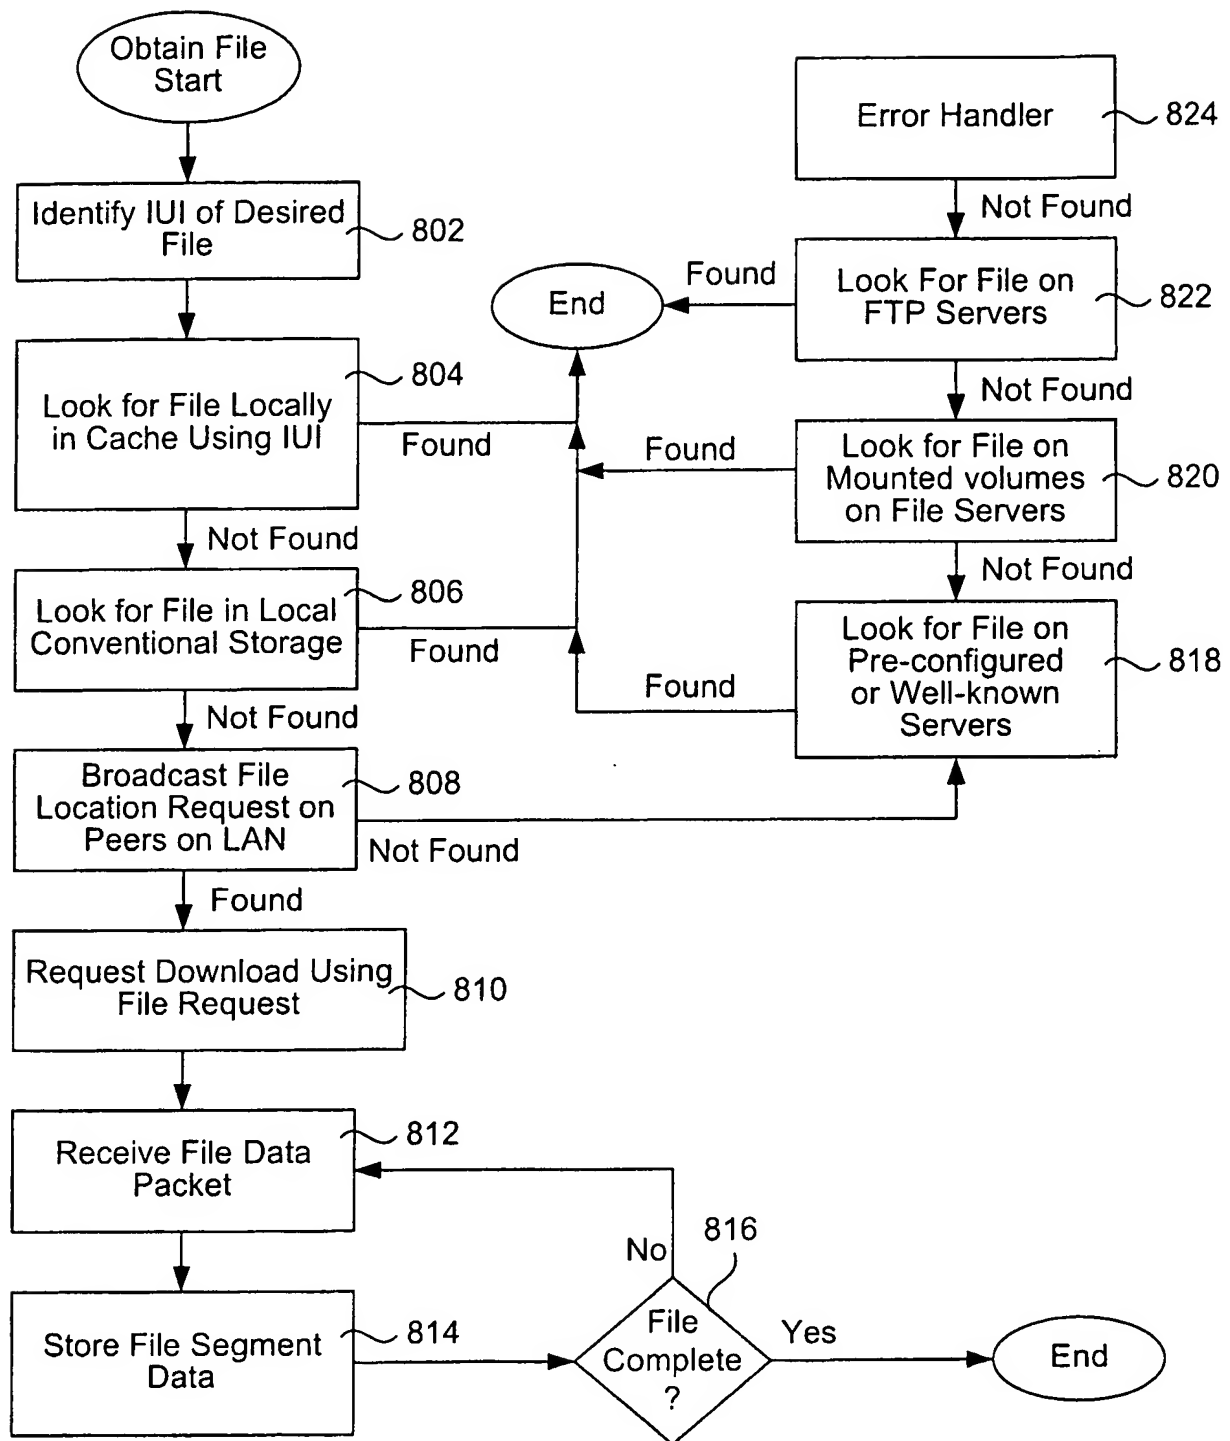 Obtain File
Start
Identify IUI of Desired
File
802
Look for File Locally
in Cache Using IUI
804
Found
Not Found
Look for File in Local
Conventional Storage
806
Found
Not Found
Broadcast File
Location Request on
Peers on LAN
808
Not Found
Found
Request Download Using
File Request
810
Receive File Data
Packet
812
Store File Segment
Data
814
File
Complete
?
816
No
Yes
End
Error Handler
824
Not Found
Look For File on
FTP Servers
822
Found
End
Not Found
Look for File on
Mounted volumes
on File Servers
820
Found
Not Found
Look for File on
Pre-configured
or Well-known
Servers
818
Found